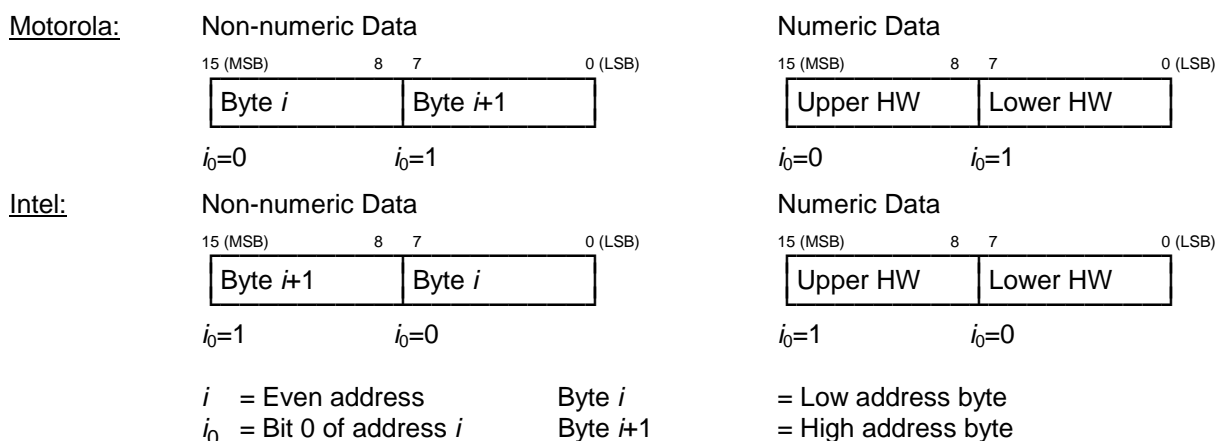 Motorola: Non-numeric Data Numeric Data
15 (MSB) 8 7 0 (LSB) 15 (MSB) 8 7 0 (LSB)
Byte i Byte i+1 Upper HW Lower HW
i0=0 i0=1 i0=0 i0=1
Intel: Non-numeric Data Numeric Data
15 (MSB) 8 7 0 (LSB) 15 (MSB) 8 7 0 (LSB)
Byte i+1 Byte i Upper HW Lower HW
i0=1 i0=0 i0=1 i0=0
i = Even address Byte i = Low address byte
i0 = Bit 0 of address i Byte i+1 = High address byte